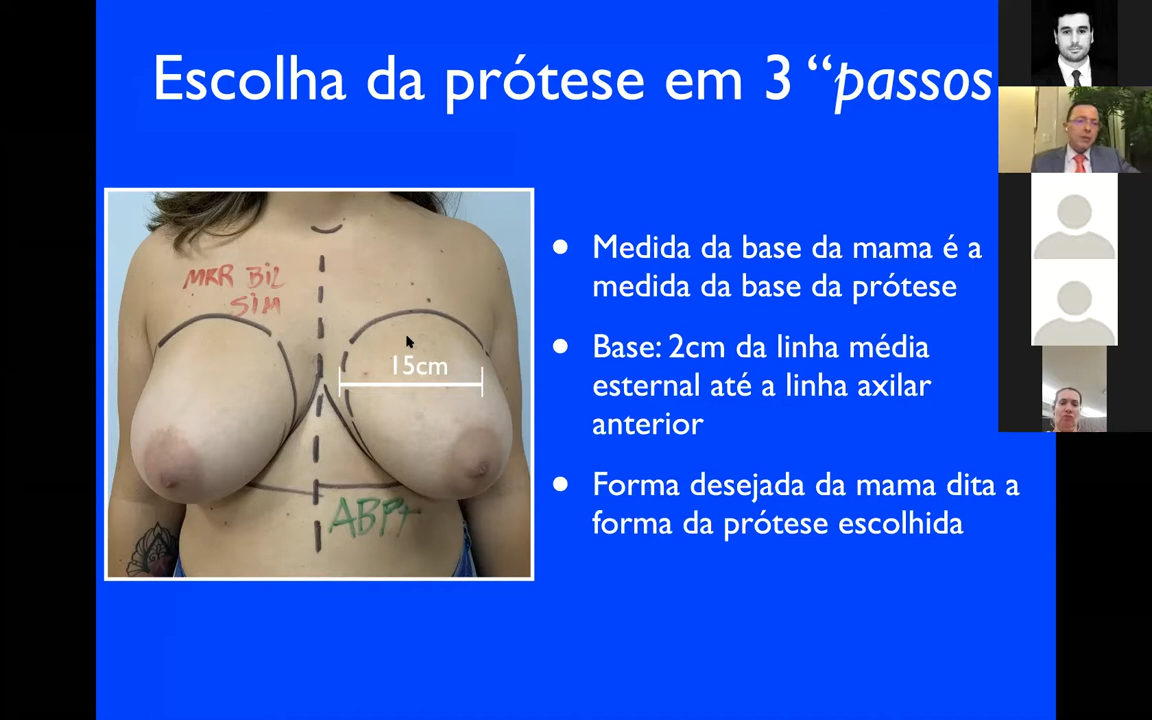 Escolha da prótese em 3 “passos
MRR BIL
SIM
15cm
ABP+
● Medida da base da mama é a
medida da base da prótese
● Base: 2cm da linha média
esternal até a linha axilar
anterior
● Forma desejada da mama dita a
forma da prótese escolhida